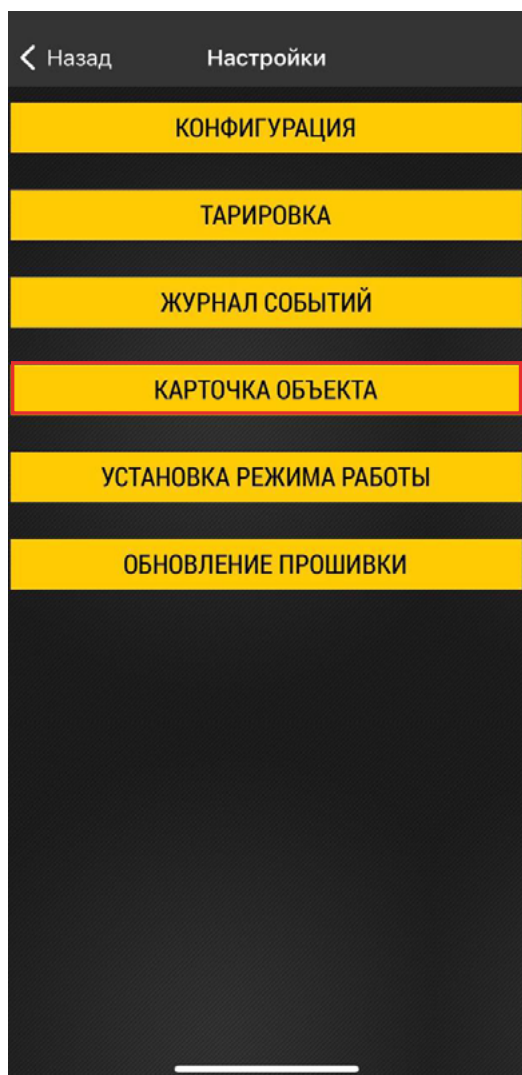 Назад
Настройки
КОНФИГУРАЦИЯ
ТАРИРОВКА
ЖУРНАЛ СОБЫТИЙ
КАРТОЧКА ОБЪЕКТА
УСТАНОВКА РЕЖИМА РАБОТЫ
ОБНОВЛЕНИЕ ПРОШИВКИ